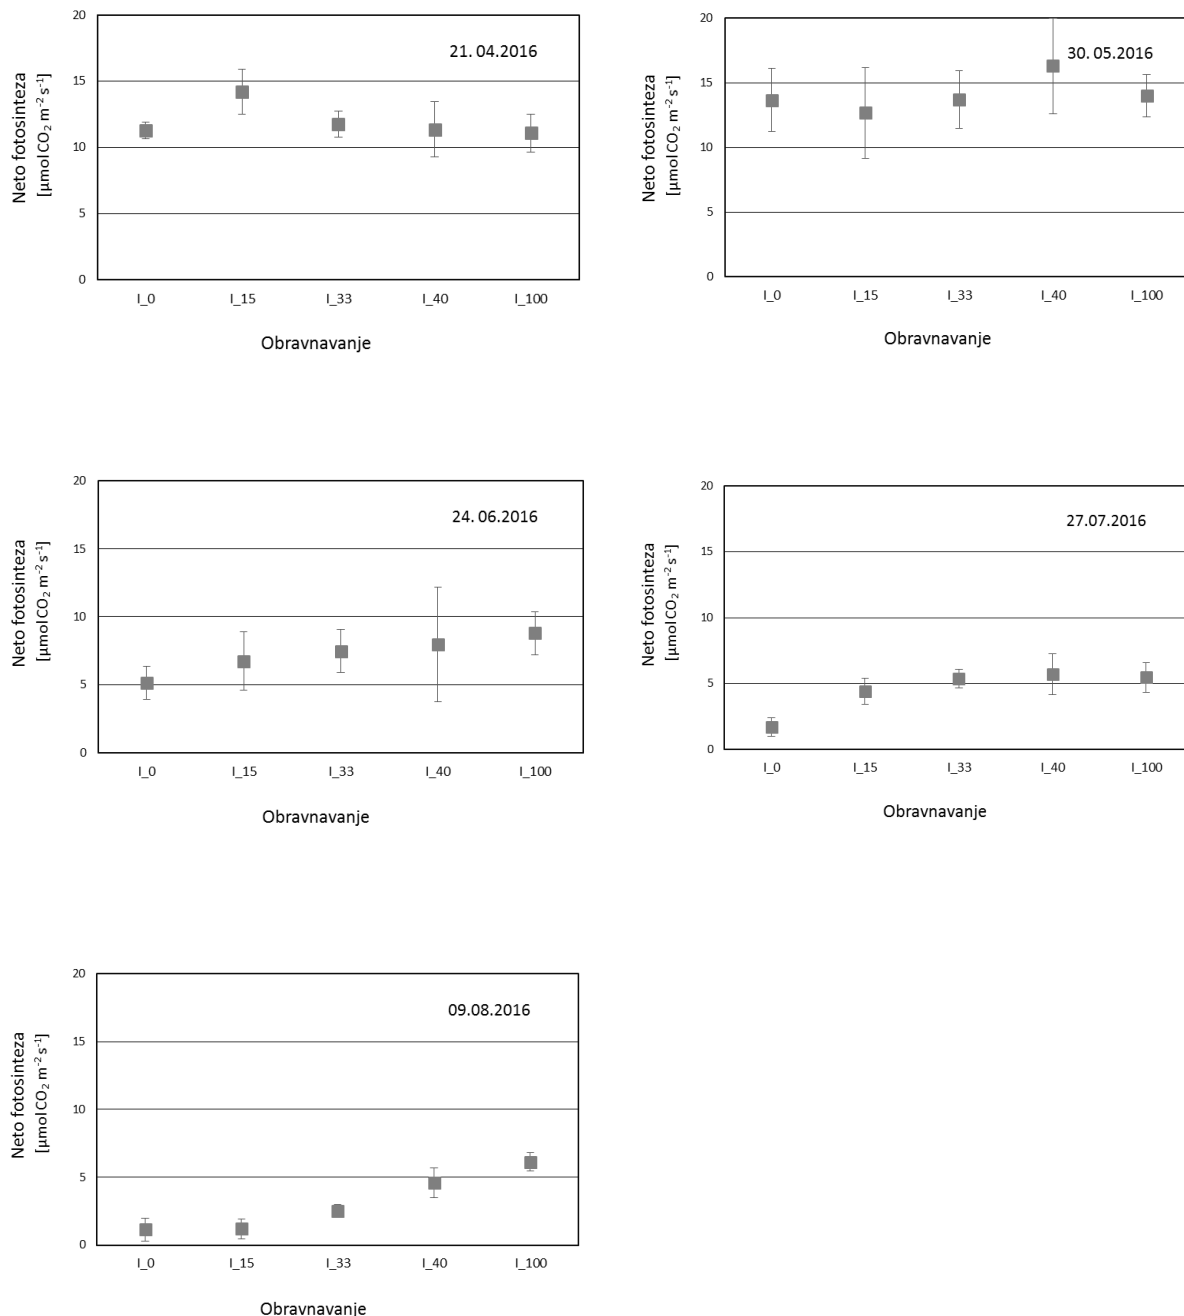 21. 04.2016
Neto fotosinteza
[µmol CO₂ m⁻² s⁻¹]
20
15
10
5
0
I_0 I_15 I_33 I_40 I_100
Obravnavanje
30.05.2016
Neto fotosinteza
[µmol CO₂ m⁻² s⁻¹]
20
15
10
5
0
I_0 I_15 I_33 I_40 I_100
Obravnavanje
24. 06.2016
Neto fotosinteza
[µmol CO₂ m⁻² s⁻¹]
20
15
10
5
0
I_0 I_15 I_33 I_40 I_100
Obravnavanje
27.07.2016
Neto fotosinteza
[µmol CO₂ m⁻² s⁻¹]
20
15
10
5
0
I_0 I_15 I_33 I_40 I_100
Obravnavanje
09.08.2016
Neto fotosinteza
[µmol CO₂ m⁻² s⁻¹]
20
15
10
5
0
I_0 I_15 I_33 I_40 I_100
Obravnavanje